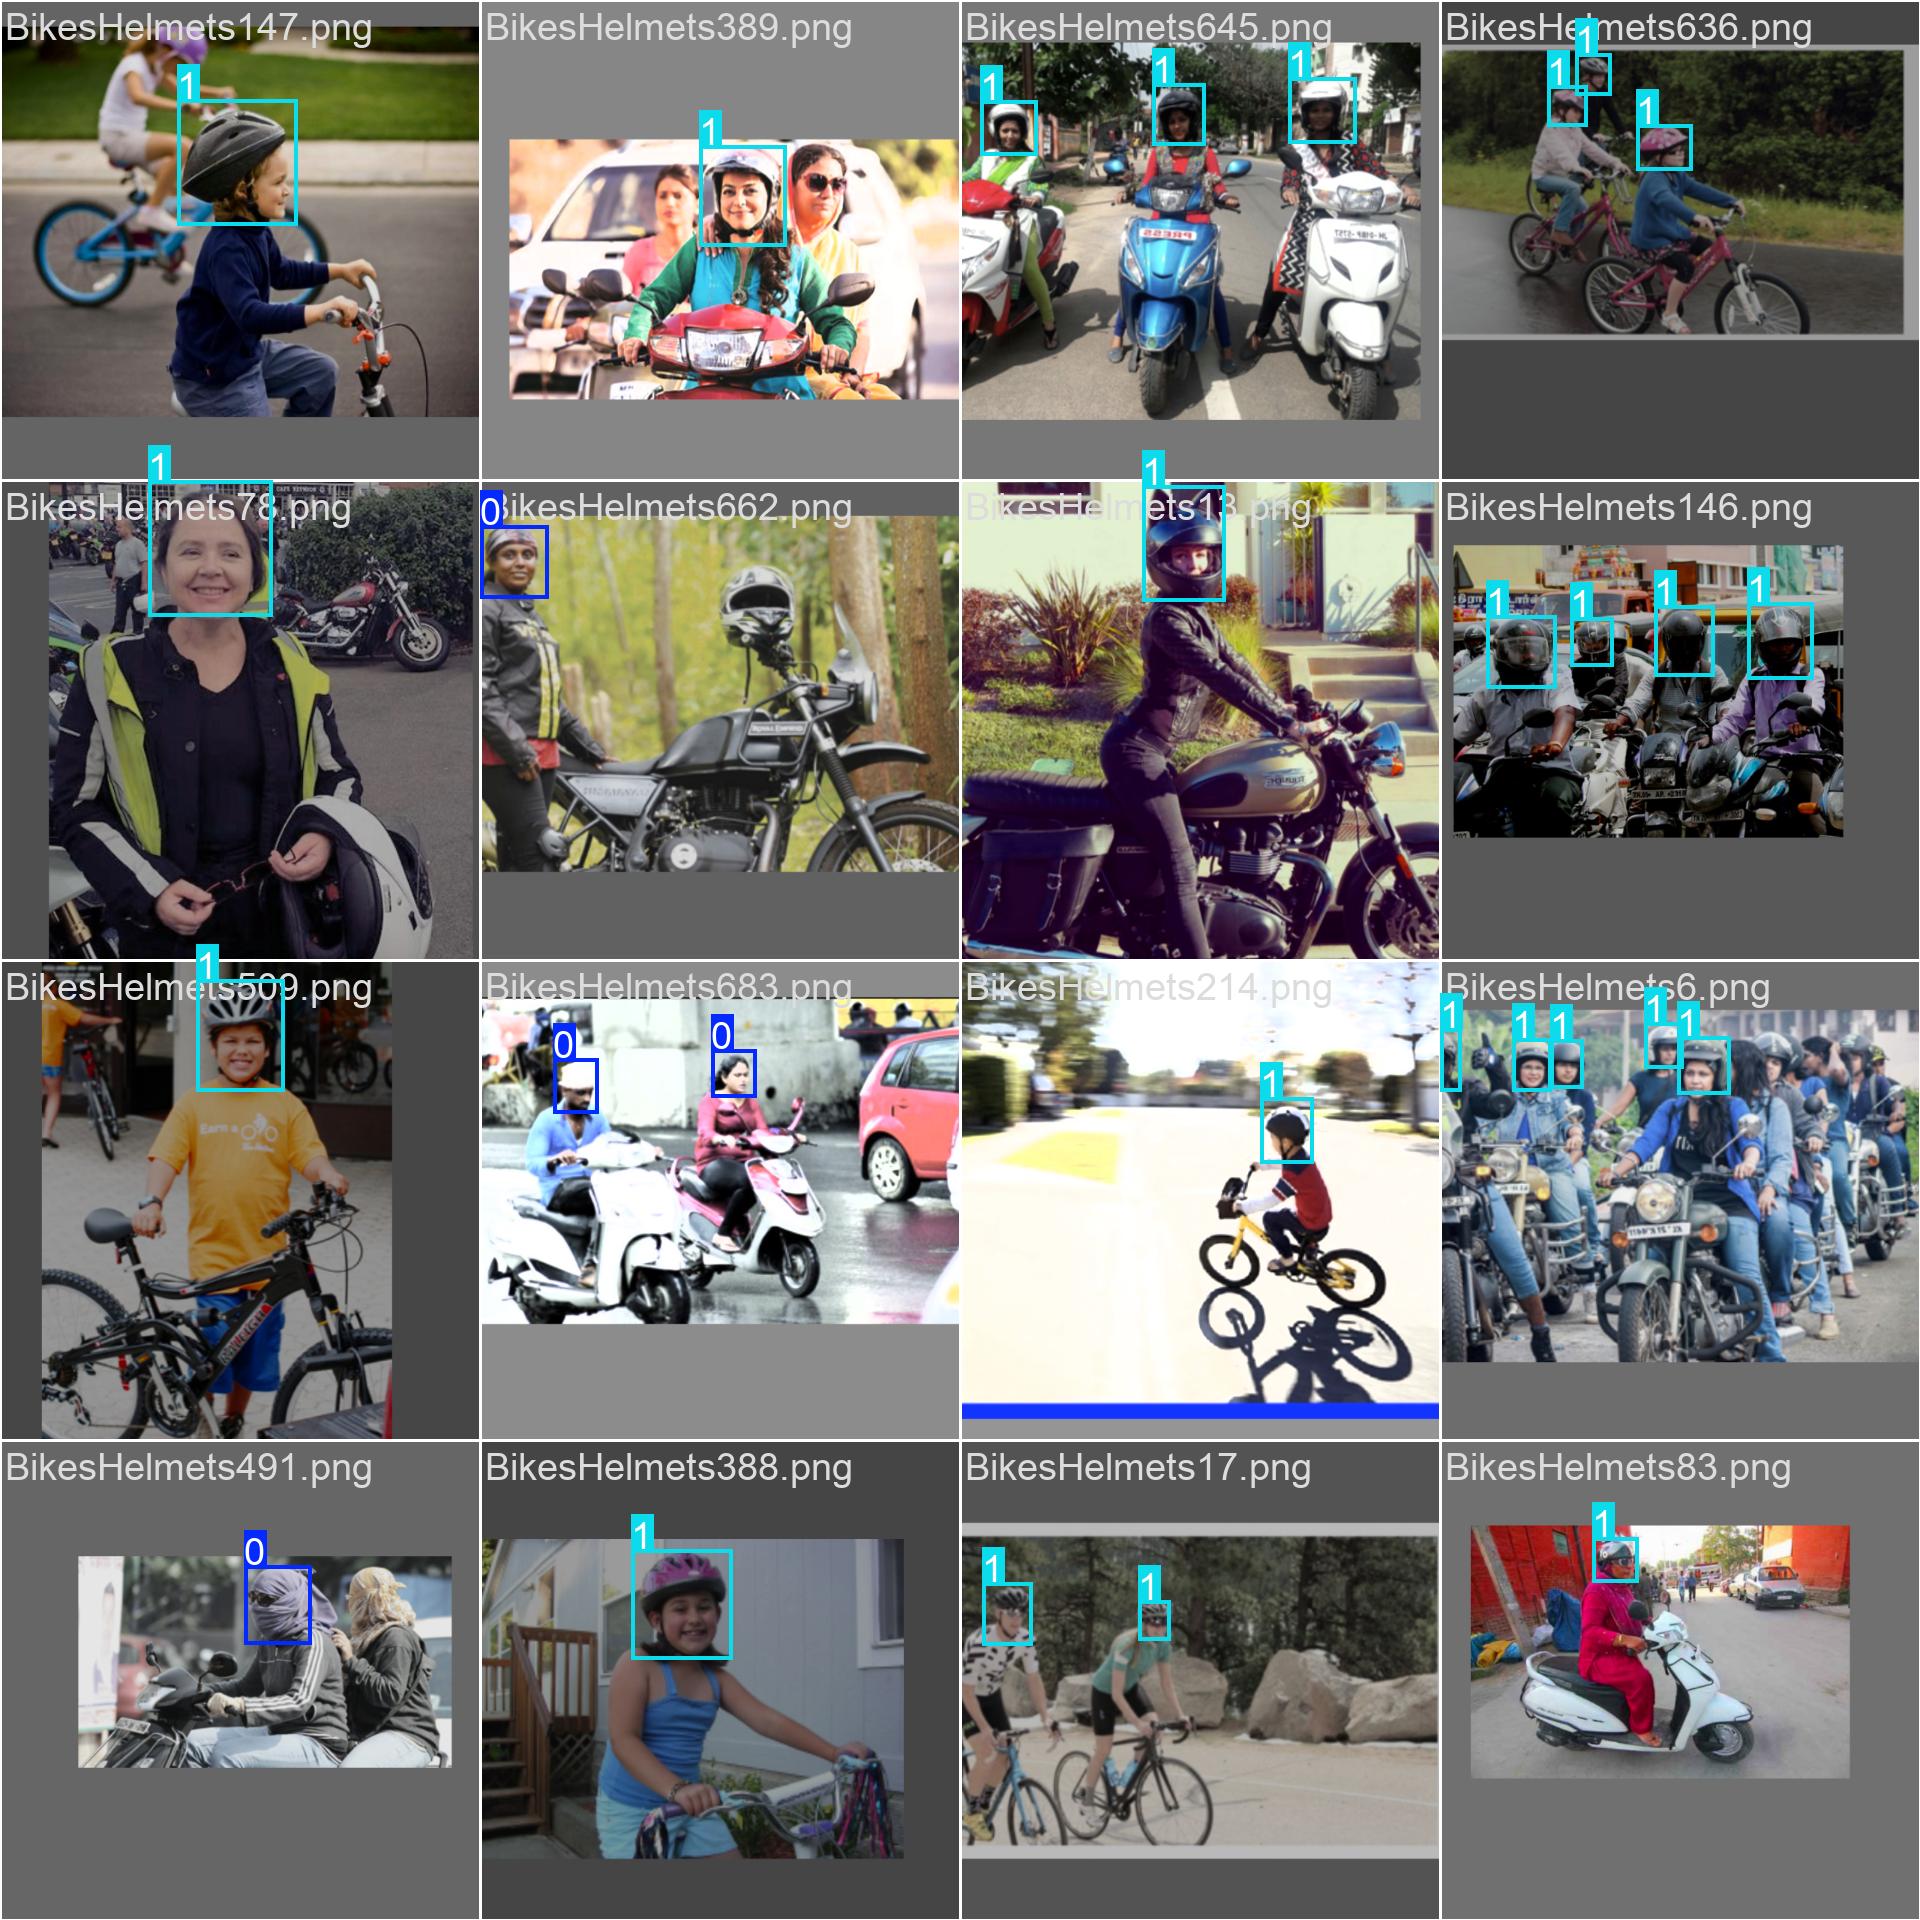 BikesHelmets147.png
BikesHelmets389.png
BikesHelmets645.png
BikesHelmets636.png
1
1
1
1
1
1
1
1
BikesHelmets78.png
BikesHelmets662.png
BikesHelmets13.png
BikesHelmets146.png
1
0
1
1
1
1
1
BikesHelmets509.png
BikesHelmets683.png
BikesHelmets214.png
BikesHelmets6.png
1
0
0
1
1
1
1
1
1
Earn a
BikesHelmets491.png
BikesHelmets388.png
BikesHelmets17.png
BikesHelmets83.png
0
1
1
1
1